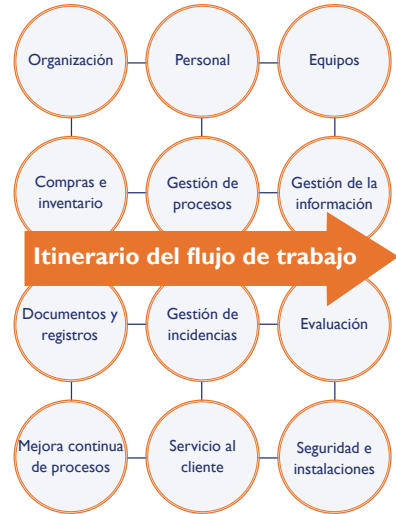 Organización
Personal
Equipos
Compras e
inventario
Gestión de
procesos
Gestión de la
información
Itinerario del flujo de trabajo
Documentos y
registros
Gestión de
incidencias
Evaluación
Mejora continua
de procesos
Servicio al
cliente
Seguridad e
instalaciones